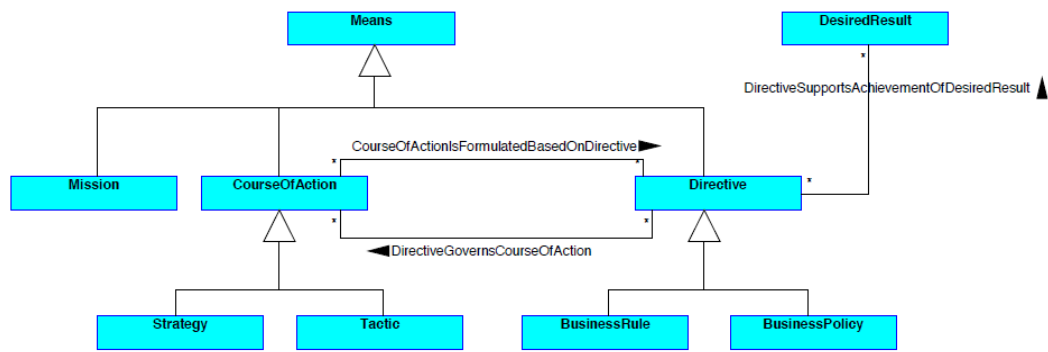 Means
DesiredResult
*
DirectiveSupportsAchievementOfDesiredResult
CourseOfActionIsFormulatedBasedOnDirective
* *
Mission
CourseOfAction
Directive
*
* *
DirectiveGovernsCourseOfAction
Strategy
Tactic
BusinessRule
BusinessPolicy